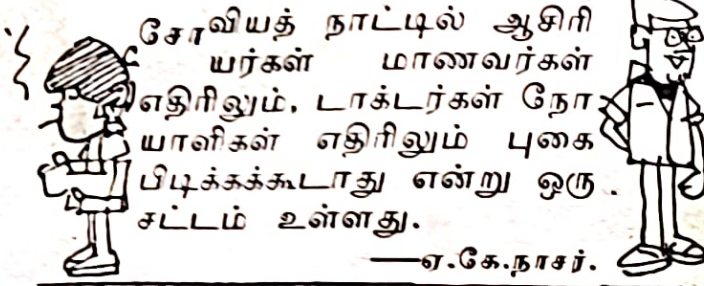 சோவியத் நாட்டில் ஆசிரி
யர்கள் மாணவர்கள்
எதிரிலும், டாக்டர்கள் நோ
யாளிகள் எதிரிலும் புகை
பிடிக்கக்கூடாது என்று ஒரு
சட்டம் உள்ளது.
—ஏ.கே.நாசர்.